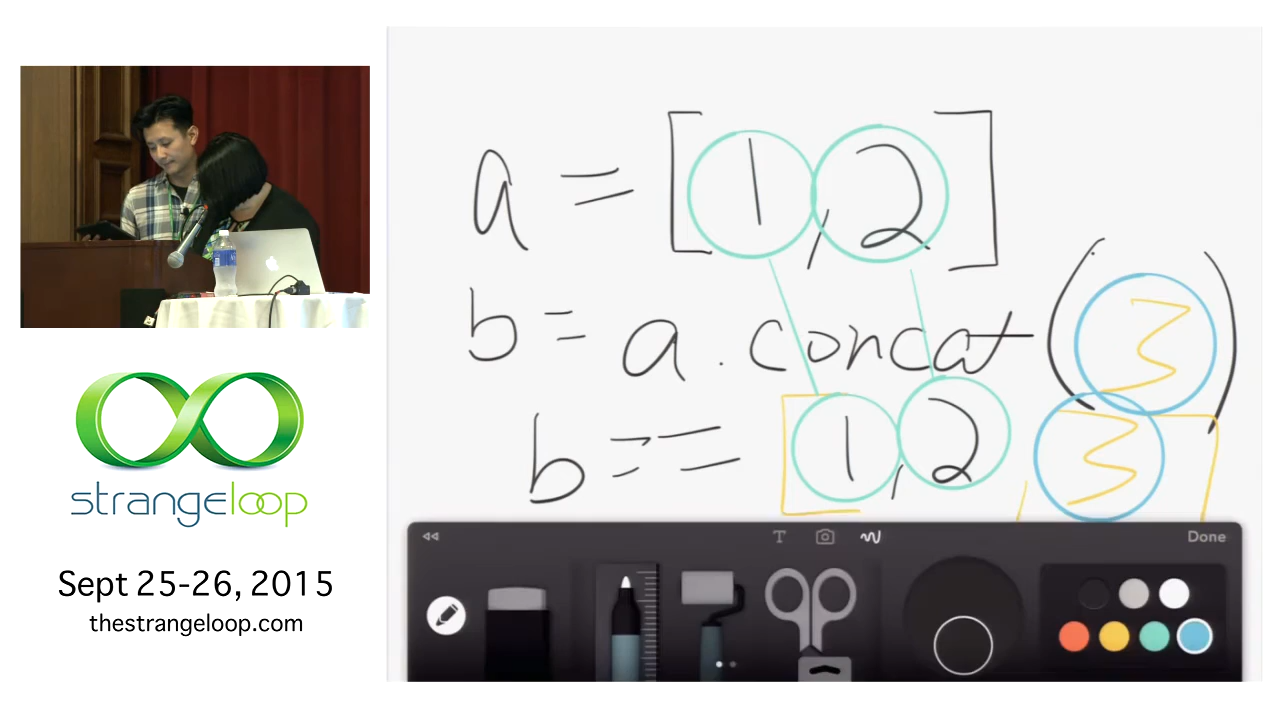 a = [1, 2]
b = a.concat(3)
b == [1, 2, 3]
strangeloop
Sept 25-26, 2015
thestrangeloop.com
T
Done